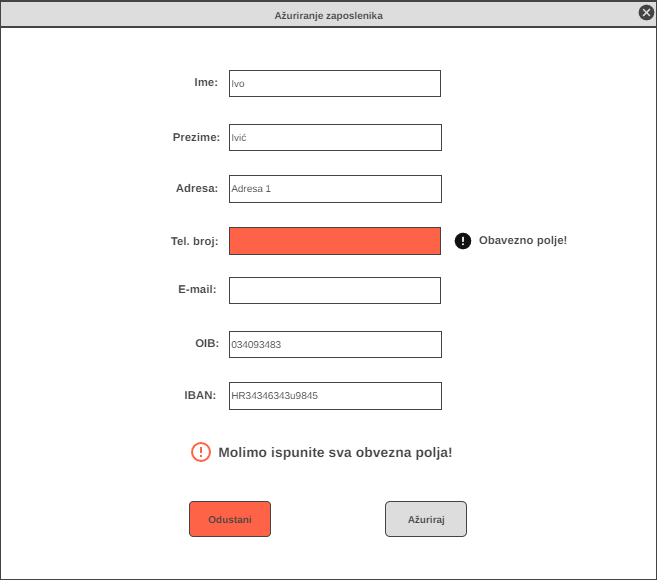 Ažuriranje zaposlenika
Ime: Ivo
Prezime: Ivić
Adresa: Adresa 1
Tel. broj: Obavezno polje!
E-mail:
OIB: 034093483
IBAN: HR34346343u9845
Molimo ispunite sva obvezna polja!
Odustani Ažuriraj